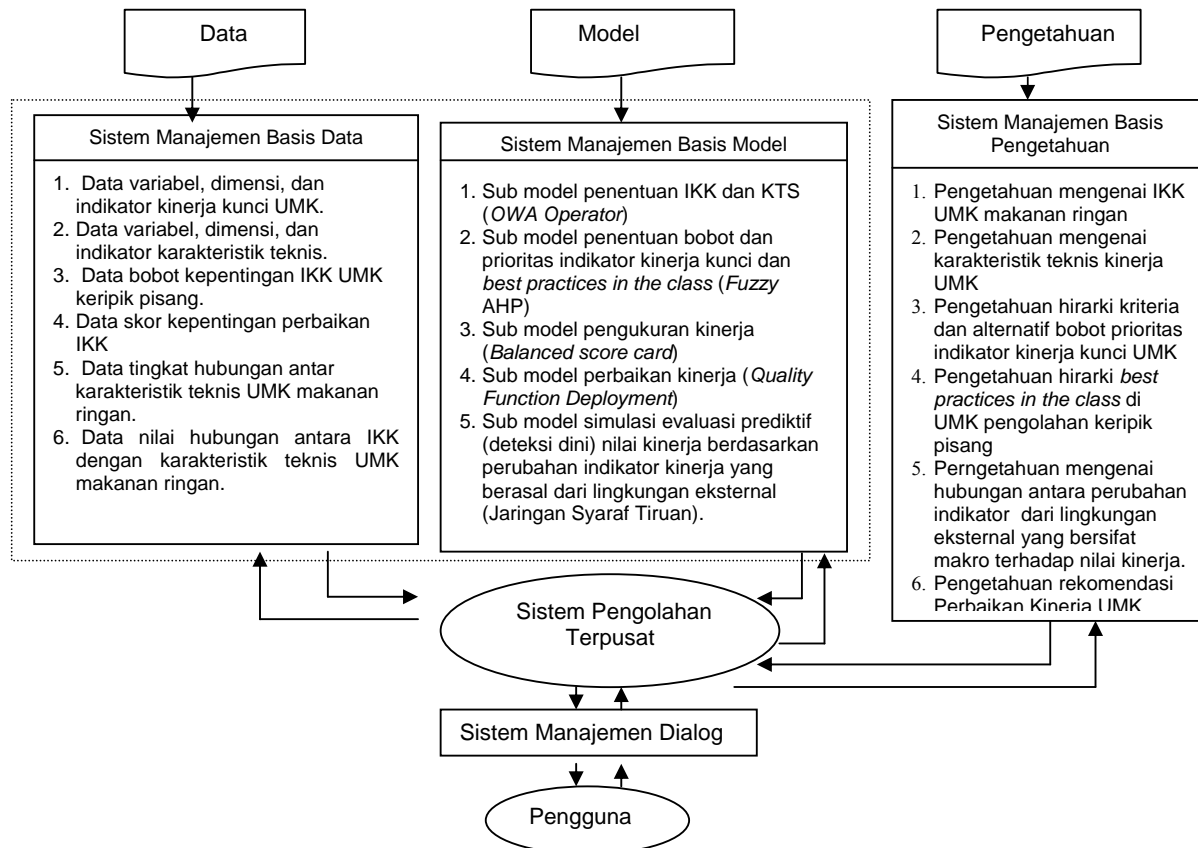 Data
Model
Pengetahuan
Sistem Manajemen Basis Data
1. Data variabel, dimensi, dan
indikator kinerja kunci UMK.
2. Data variabel, dimensi, dan
indikator karakteristik teknis.
3. Data bobot kepentingan IKK UMK
keripik pisang.
4. Data skor kepentingan perbaikan
IKK
5. Data tingkat hubungan antar
karakteristik teknis UMK makanan
ringan.
6. Data nilai hubungan antara IKK
dengan karakteristik teknis UMK
makanan ringan.
Sistem Manajemen Basis Model
1. Sub model penentuan IKK dan KTS
(OWA Operator)
2. Sub model penentuan bobot dan
prioritas indikator kinerja kunci dan
best practices in the class (Fuzzy
AHP)
3. Sub model pengukuran kinerja
(Balanced score card)
4. Sub model perbaikan kinerja (Quality
Function Deployment)
5. Sub model simulasi evaluasi prediktif
(deteksi dini) nilai kinerja berdasarkan
perubahan indikator kinerja yang
berasal dari lingkungan eksternal
(Jaringan Syaraf Tiruan).
Sistem Manajemen Basis
Pengetahuan
1. Pengetahuan mengenai IKK
UMK makanan ringan
2. Pengetahuan mengenai
karakteristik teknis kinerja
UMK
3. Pengetahuan hirarki kriteria
dan alternatif bobot prioritas
indikator kinerja kunci UMK
4. Pengetahuan hirarki best
practices in the class di
UMK pengolahan keripik
pisang
5. Perngetahuan mengenai
hubungan antara perubahan
indikator dari lingkungan
eksternal yang bersifat
makro terhadap nilai kinerja.
6. Pengetahuan rekomendasi
Perbaikan Kinerja UMK
Sistem Pengolahan
Terpusat
Sistem Manajemen Dialog
Pengguna